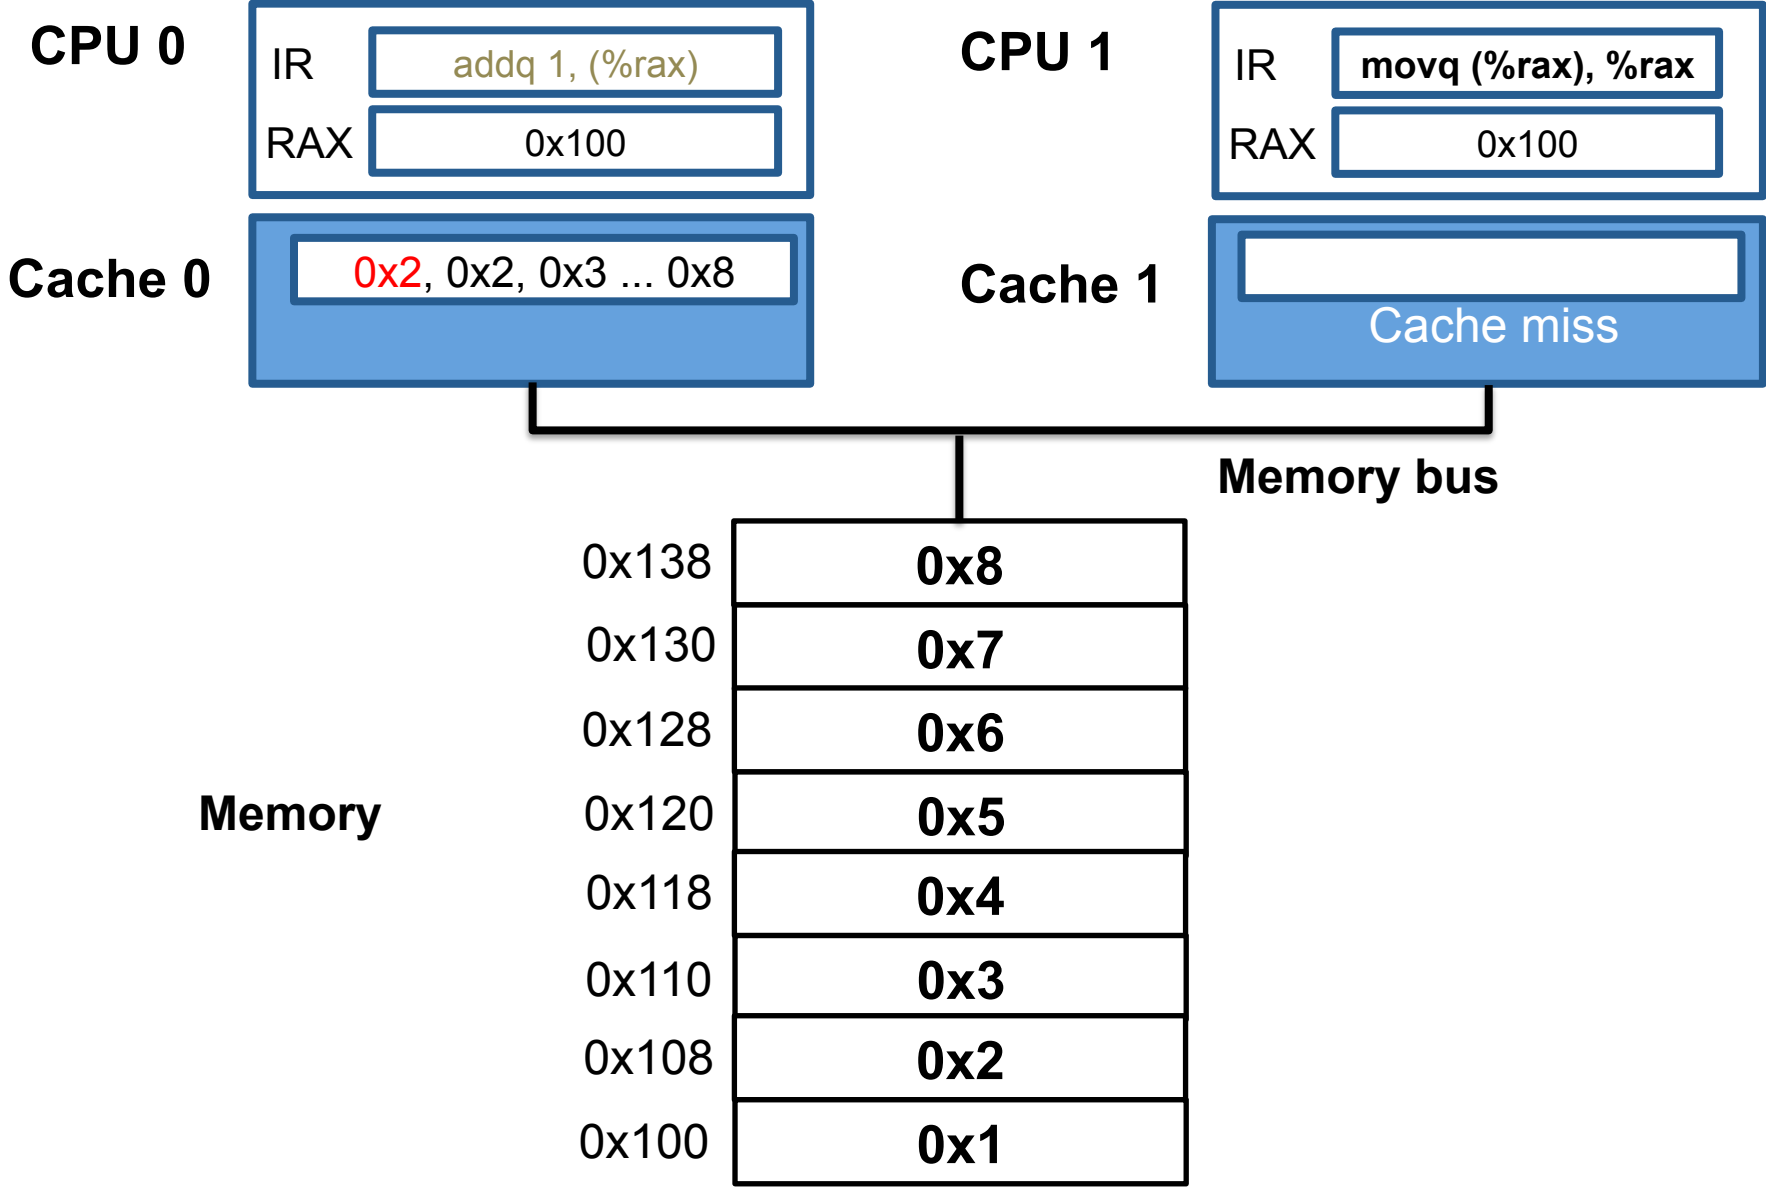 CPU 0
IR
addq 1, (%rax)
RAX
0x100
CPU 1
IR
movq (%rax), %rax
RAX
0x100
Cache 0
0x2, 0x2, 0x3 ... 0x8
Cache 1
Cache miss
Memory bus
0x138
0x8
0x130
0x7
0x128
0x6
Memory
0x120
0x5
0x118
0x4
0x110
0x3
0x108
0x2
0x100
0x1